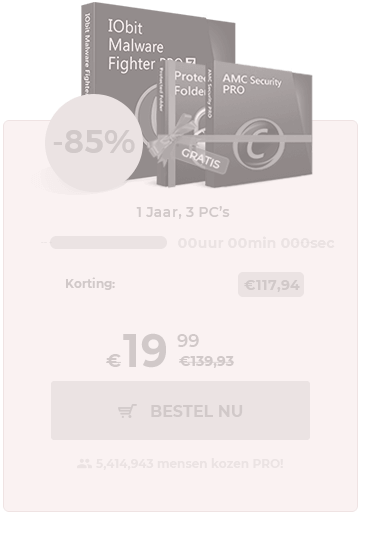 IObit Malware Fighter
IObit
Malware
Fighter PRO 7
Protected Folder
Protec
Folder
AMC Security PRO
AMC Security
PRO
-85%
GRATIS
1 Jaar, 3 PC’s
00uur 00min 000sec
Korting:
€117,94
€19 99
€139,93
BESTEL NU
5,414,943 mensen kozen PRO!